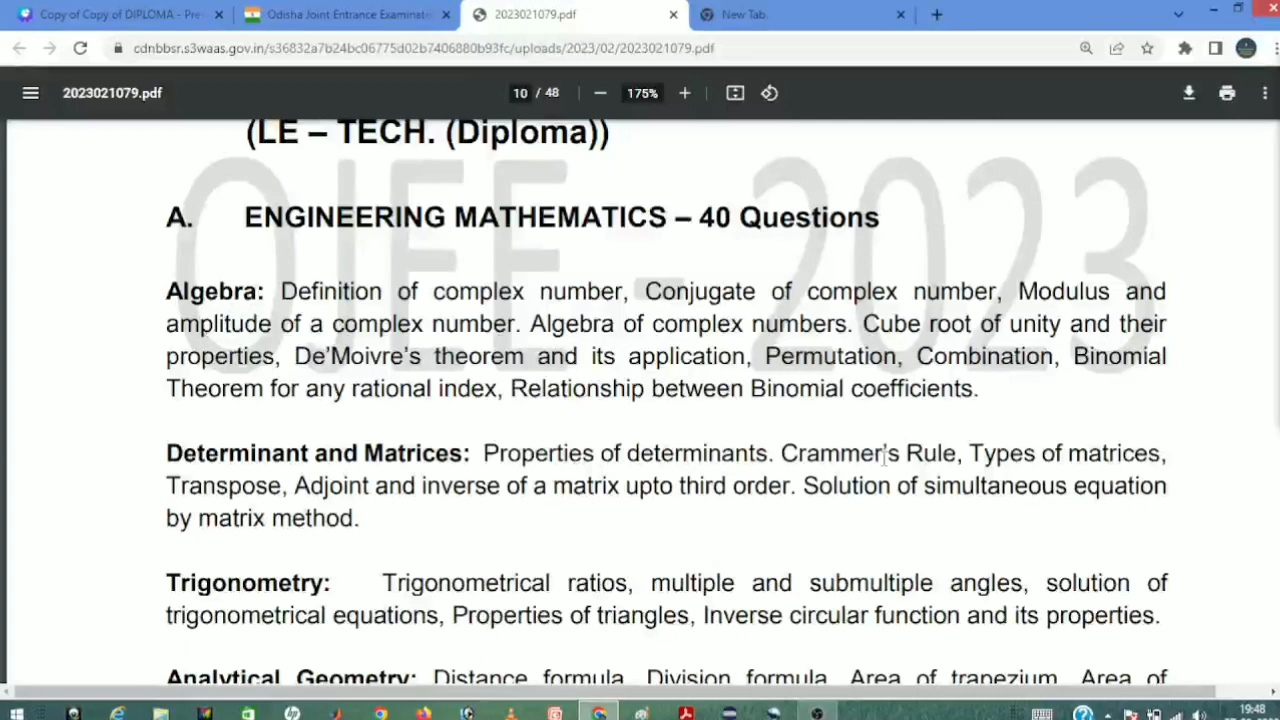 Copy of Copy of DIPLOMA - Pre
Odisha Joint Entrance Examinat
2023021079.pdf
New Tab
cdnbbsr.s3waas.gov.in/s36832a7b24bc06775d02b7406880b93fc/uploads/2023/02/2023021079.pdf
2023021079.pdf
10 / 48
175%
(LE – TECH. (Diploma))
OJEE - 2023
A. ENGINEERING MATHEMATICS – 40 Questions
Algebra: Definition of complex number, Conjugate of complex number, Modulus and
amplitude of a complex number. Algebra of complex numbers. Cube root of unity and their
properties, De’Moivre’s theorem and its application, Permutation, Combination, Binomial
Theorem for any rational index, Relationship between Binomial coefficients.
Determinant and Matrices: Properties of determinants. Crammer’s Rule, Types of matrices,
Transpose, Adjoint and inverse of a matrix upto third order. Solution of simultaneous equation
by matrix method.
Trigonometry: Trigonometrical ratios, multiple and submultiple angles, solution of
trigonometrical equations, Properties of triangles, Inverse circular function and its properties.
Analytical Geometry: Distance formula, Division formula, Area of trapezium, Area of
19:48